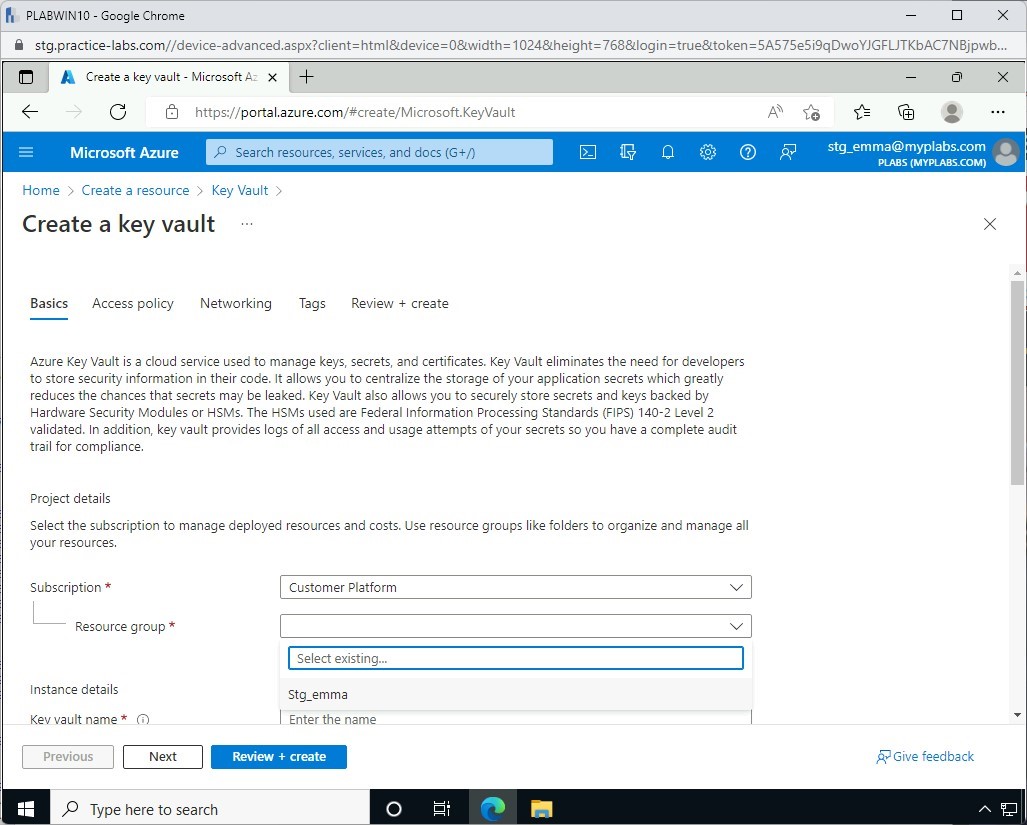 PLABWIN10 - Google Chrome
stg.practice-labs.com//device-advanced.aspx?client=html&device=0&width=1024&height=768&login=true&token=5A575e5i9qDwoYJGFLJTKbAC7NBjpwb...
Create a key vault - Microsoft Az
https://portal.azure.com/#create/Microsoft.KeyVault
Microsoft Azure
Search resources, services, and docs (G+/)
stg_emma@myplabs.com
PLABS (MYPLABS.COM)
Home > Create a resource > Key Vault >
Create a key vault ...
Basics Access policy Networking Tags Review + create
Azure Key Vault is a cloud service used to manage keys, secrets, and certificates. Key Vault eliminates the need for developers
to store security information in their code. It allows you to centralize the storage of your application secrets which greatly
reduces the chances that secrets may be leaked. Key Vault also allows you to securely store secrets and keys backed by
Hardware Security Modules or HSMs. The HSMs used are Federal Information Processing Standards (FIPS) 140-2 Level 2
validated. In addition, key vault provides logs of all access and usage attempts of your secrets so you have a complete audit
trail for compliance.
Project details
Select the subscription to manage deployed resources and costs. Use resource groups like folders to organize and manage all
your resources.
Subscription * Customer Platform
Resource group *
Select existing...
Stg_emma
Instance details
Key vault name * Enter the name
Previous Next Review + create Give feedback
Type here to search